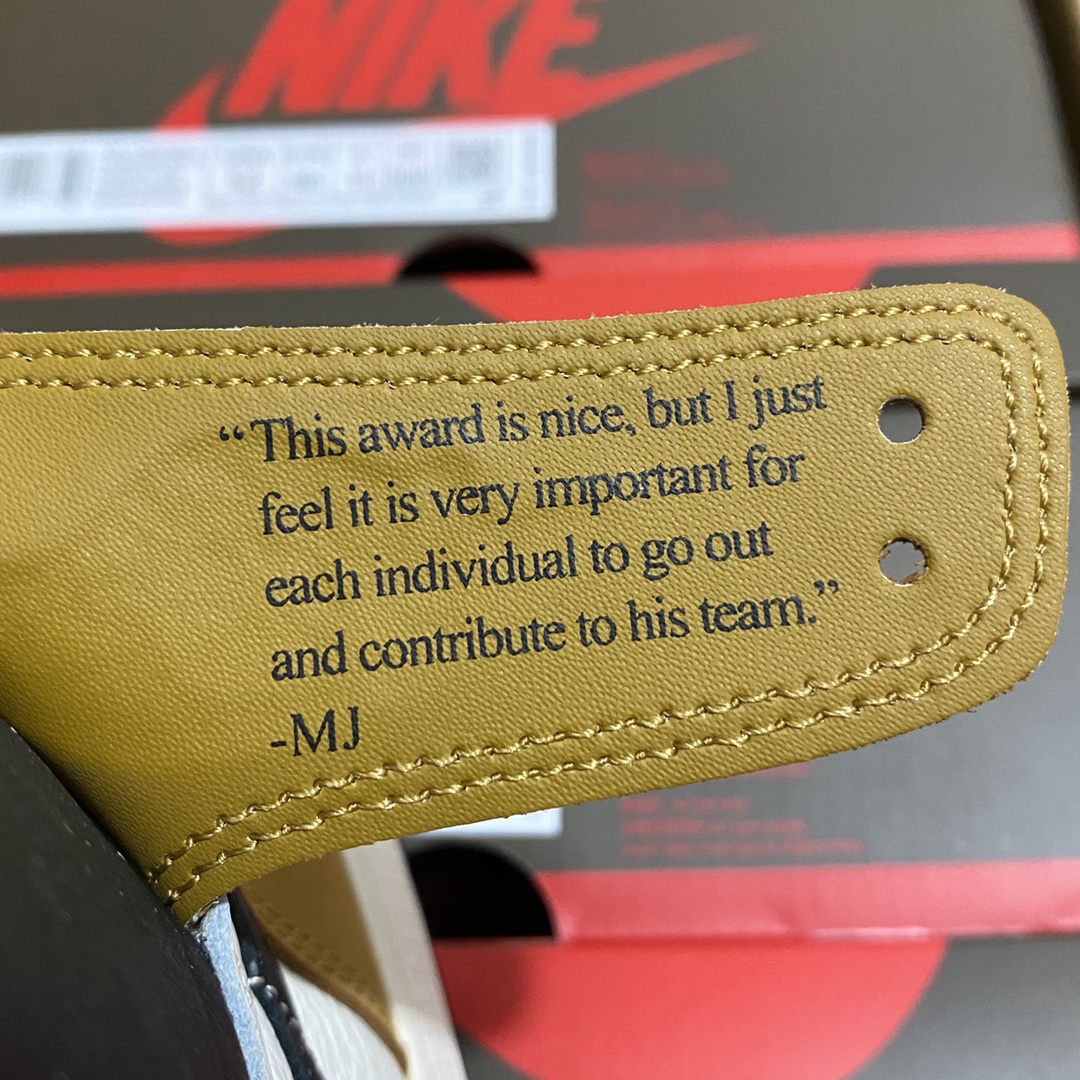 NIKE
“This award is nice, but I just
feel it is very important for
each individual to go out
and contribute to his team.”
-MJ